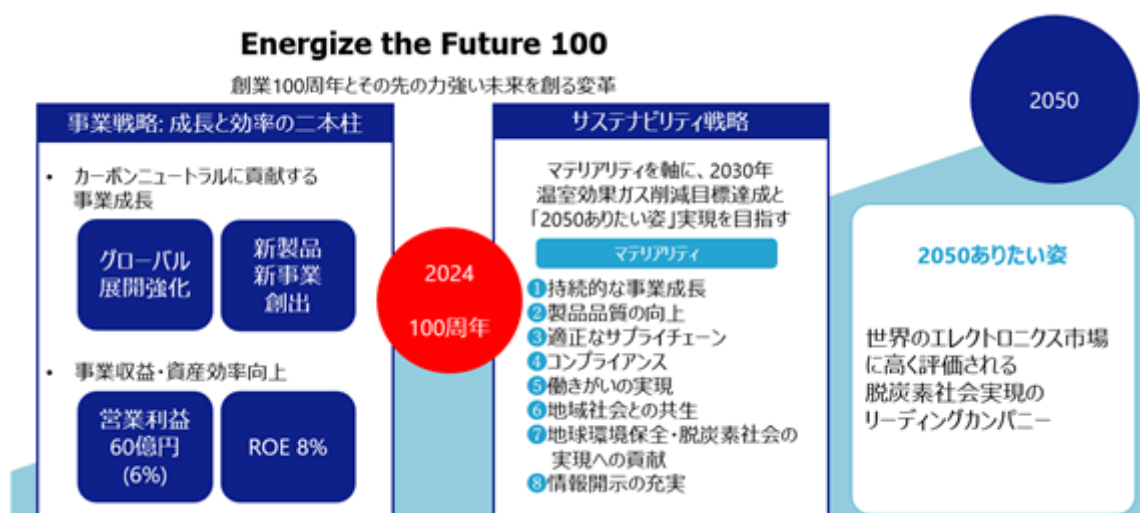 Energize the Future 100
創業100周年とその先の力強い未来を創る変革
事業戦略: 成長と効率の二本柱
• カーボンニュートラルに貢献する
事業成長
グローバル
展開強化
新製品
新事業
創出
• 事業収益・資産効率向上
営業利益
60億円
(6%)
ROE 8%
2024
100周年
サステナビリティ戦略
マテリアリティを軸に、2030年
温室効果ガス削減目標達成と
「2050ありたい姿」実現を目指す
マテリアリティ
❶持続的な事業成長
❷製品品質の向上
❸適正なサプライチェーン
❹コンプライアンス
❺働きがいの実現
❻地域社会との共生
❼地球環境保全・脱炭素社会の
実現への貢献
❽情報開示の充実
2050
2050ありたい姿
世界のエレクトロニクス市場
に高く評価される
脱炭素社会実現の
リーディングカンパニー